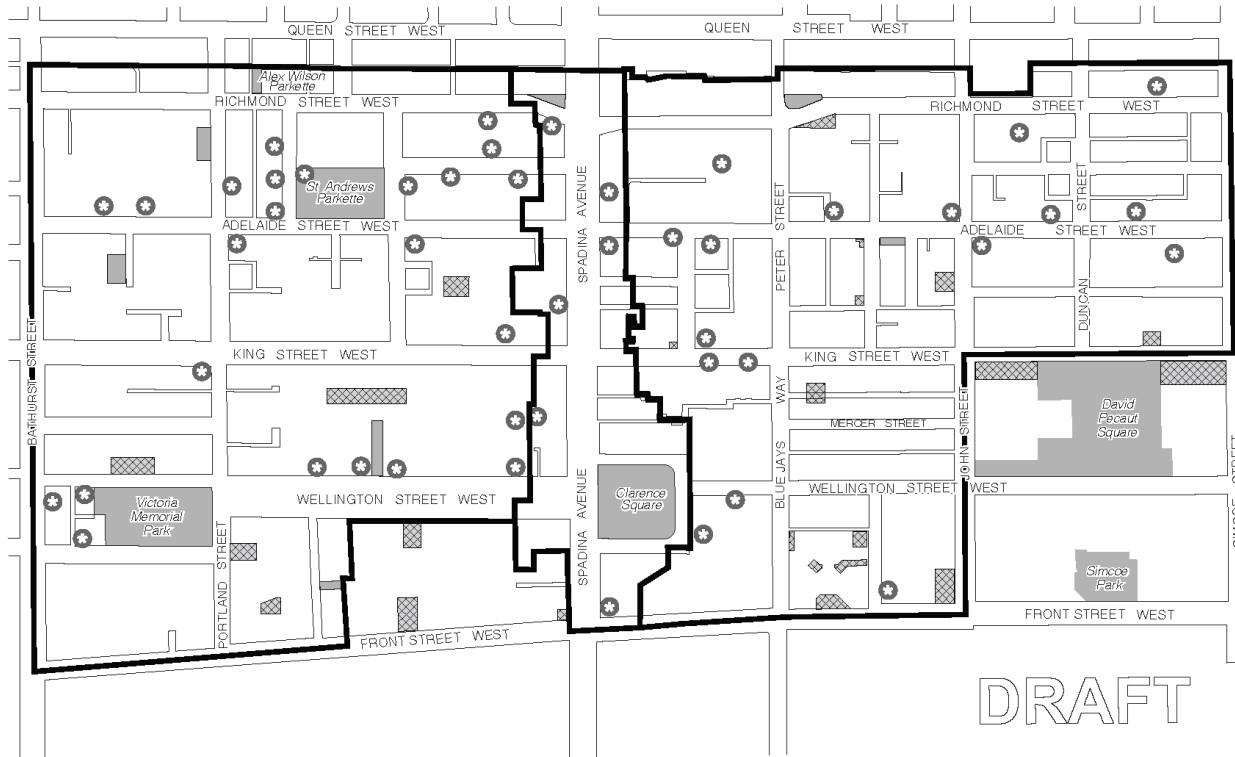 QUEEN STREET WEST
QUEEN STREET WEST
Alex Wilson
Parkette
RICHMOND STREET WEST
RICHMOND STREET WEST
St. Andrews
Parkette
SPADINA AVENUE
PETER STREET
DUNCAN STREET
ADELAIDE STREET WEST
ADELAIDE STREET WEST
BATHURST STREET
KING STREET WEST
KING STREET WEST
MERCER STREET
JOHN STREET
David
Pecaut
Square
BLUE JAYS WAY
Victoria
Memorial
Park
WELLINGTON STREET WEST
WELLINGTON STREET WEST
Clarence
Square
SPADINA AVENUE
PORTLAND STREET
SIMCOE STREET
Simcoe
Park
FRONT STREET WEST
FRONT STREET WEST
DRAFT